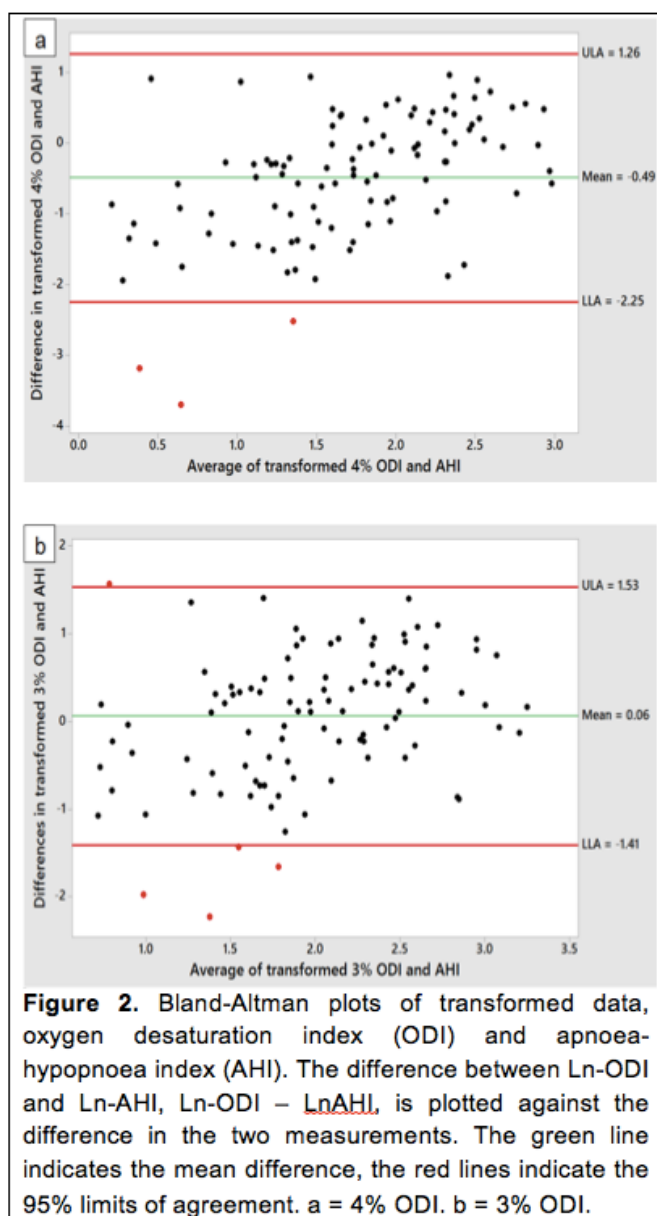 a
ULA = 1.26
Mean = -0.49
LLA = -2.25
Difference in transformed 4% ODI and AHI
1
0
-1
-2
-3
-4
0.0 0.5 1.0 1.5 2.0 2.5 3.0
Average of transformed 4% ODI and AHI
b
ULA = 1.53
Mean = 0.06
LLA = -1.41
Differences in transformed 3% ODI and AHI
2
1
0
-1
-2
1.0 1.5 2.0 2.5 3.0 3.5
Average of transformed 3% ODI and AHI
Figure 2. Bland-Altman plots of transformed data,
oxygen desaturation index (ODI) and apnoea-
hypopnoea index (AHI). The difference between Ln-ODI
and Ln-AHI, Ln-ODI – LnAHI, is plotted against the
difference in the two measurements. The green line
indicates the mean difference, the red lines indicate the
95% limits of agreement. a = 4% ODI. b = 3% ODI.